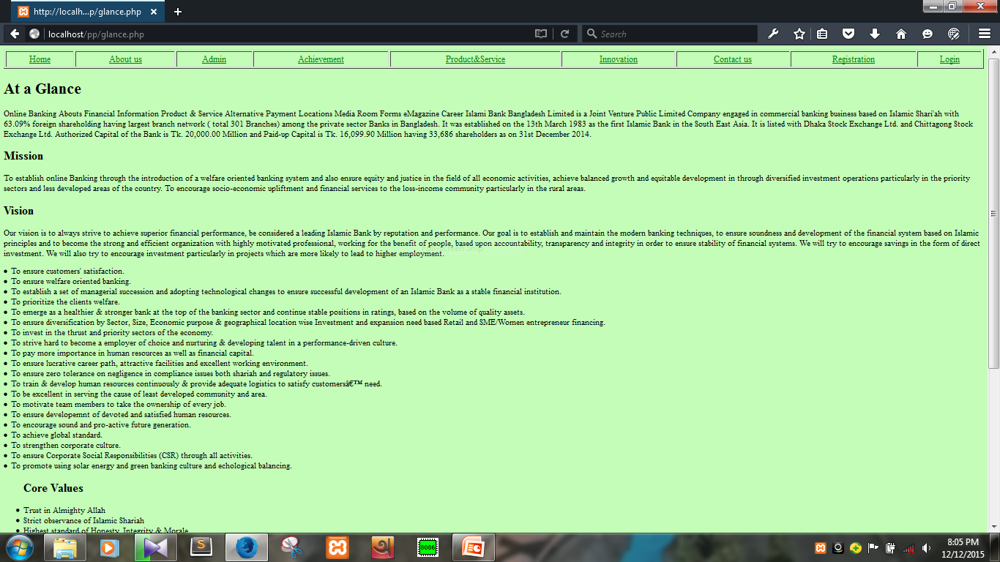 http://localh...p/glance.php
localhost/pp/glance.php
Search
Home About us Admin Achievement Product&Service Innovation Contact us Registration Login
At a Glance
Online Banking Abouts Financial Information Product & Service Alternative Payment Locations Media Room Forms eMagazine Career Islami Bank Bangladesh Limited is a Joint Venture Public Limited Company engaged in commercial banking business based on Islamic Shari'ah with
63.09% foreign shareholding having largest branch network ( total 301 Branches) among the private sector Banks in Bangladesh. It was established on the 13th March 1983 as the first Islamic Bank in the South East Asia. It is listed with Dhaka Stock Exchange Ltd. and Chittagong Stock
Exchange Ltd. Authorized Capital of the Bank is Tk. 20,000.00 Million and Paid-up Capital is Tk. 16,099.90 Million having 33,686 shareholders as on 31st December 2014.
Mission
To establish online Banking through the introduction of a welfare oriented banking system and also ensure equity and justice in the field of all economic activities, achieve balanced growth and equitable development in through diversified investment operations particularly in the priority
sectors and less developed areas of the country. To encourage socio-economic upliftment and financial services to the loss-income community particularly in the rural areas.
Vision
Our vision is to always strive to achieve superior financial performance, be considered a leading Islamic Bank by reputation and performance. Our goal is to establish and maintain the modern banking techniques, to ensure soundness and development of the financial system based on Islamic
principles and to become the strong and efficient organization with highly motivated professional, working for the benefit of people, based upon accountability, transparency and integrity in order to ensure stability of financial systems. We will try to encourage savings in the form of direct
investment. We will also try to encourage investment particularly in projects which are more likely to lead to higher employment.
• To ensure customers' satisfaction.
• To ensure welfare oriented banking.
• To establish a set of managerial succession and adopting technological changes to ensure successful development of an Islamic Bank as a stable financial institution.
• To prioritize the clients welfare.
• To emerge as a healthier & stronger bank at the top of the banking sector and continue stable positions in ratings, based on the volume of quality assets.
• To ensure diversification by Sector, Size, Economic purpose & geographical location wise Investment and expansion need based Retail and SME/Women entrepreneur financing.
• To invest in the thrust and priority sectors of the economy.
• To strive hard to become a employer of choice and nurturing & developing talent in a performance-driven culture.
• To pay more importance in human resources as well as financial capital.
• To ensure lucrative career path, attractive facilities and excellent working environment.
• To ensure zero tolerance on negligence in compliance issues both shariah and regulatory issues.
• To train & develop human resources continuously & provide adequate logistics to satisfy customersâ€™ need.
• To be excellent in serving the cause of least developed community and area.
• To motivate team members to take the ownership of every job.
• To ensure developemnt of devoted and satisfied human resources.
• To encourage sound and pro-active future generation.
• To achieve global standard.
• To strengthen corporate culture.
• To ensure Corporate Social Responsibilities (CSR) through all activities.
• To promote using solar energy and green banking culture and echological balancing.
Core Values
• Trust in Almighty Allah
• Strict observance of Islamic Shariah
• Highest standard of Honesty, Integrity & Morale
8086
8:05 PM
12/12/2015